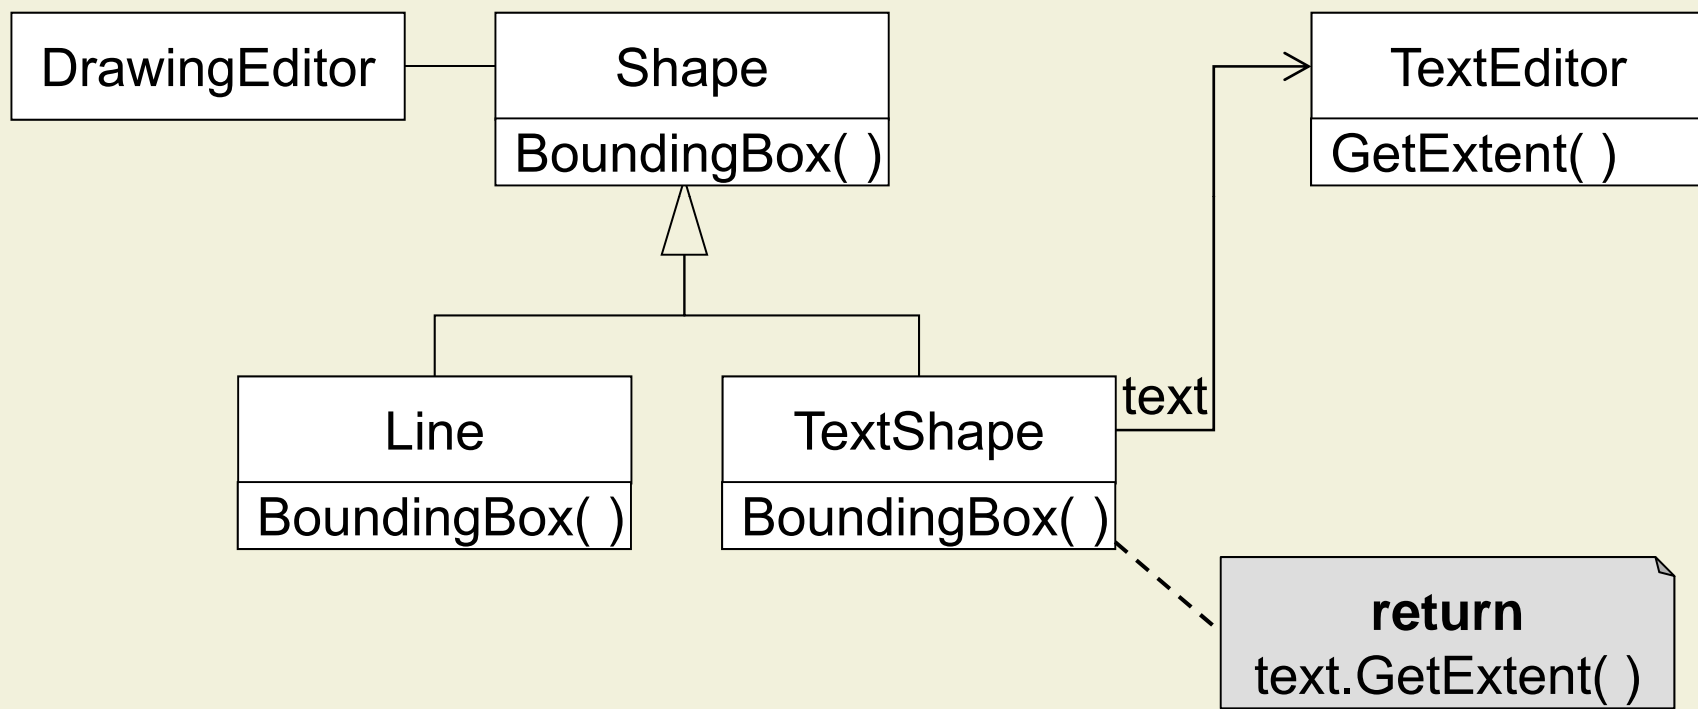 DrawingEditor
Shape
BoundingBox( )
TextEditor
GetExtent( )
Line
BoundingBox( )
TextShape
BoundingBox( )
text
return
text.GetExtent( )